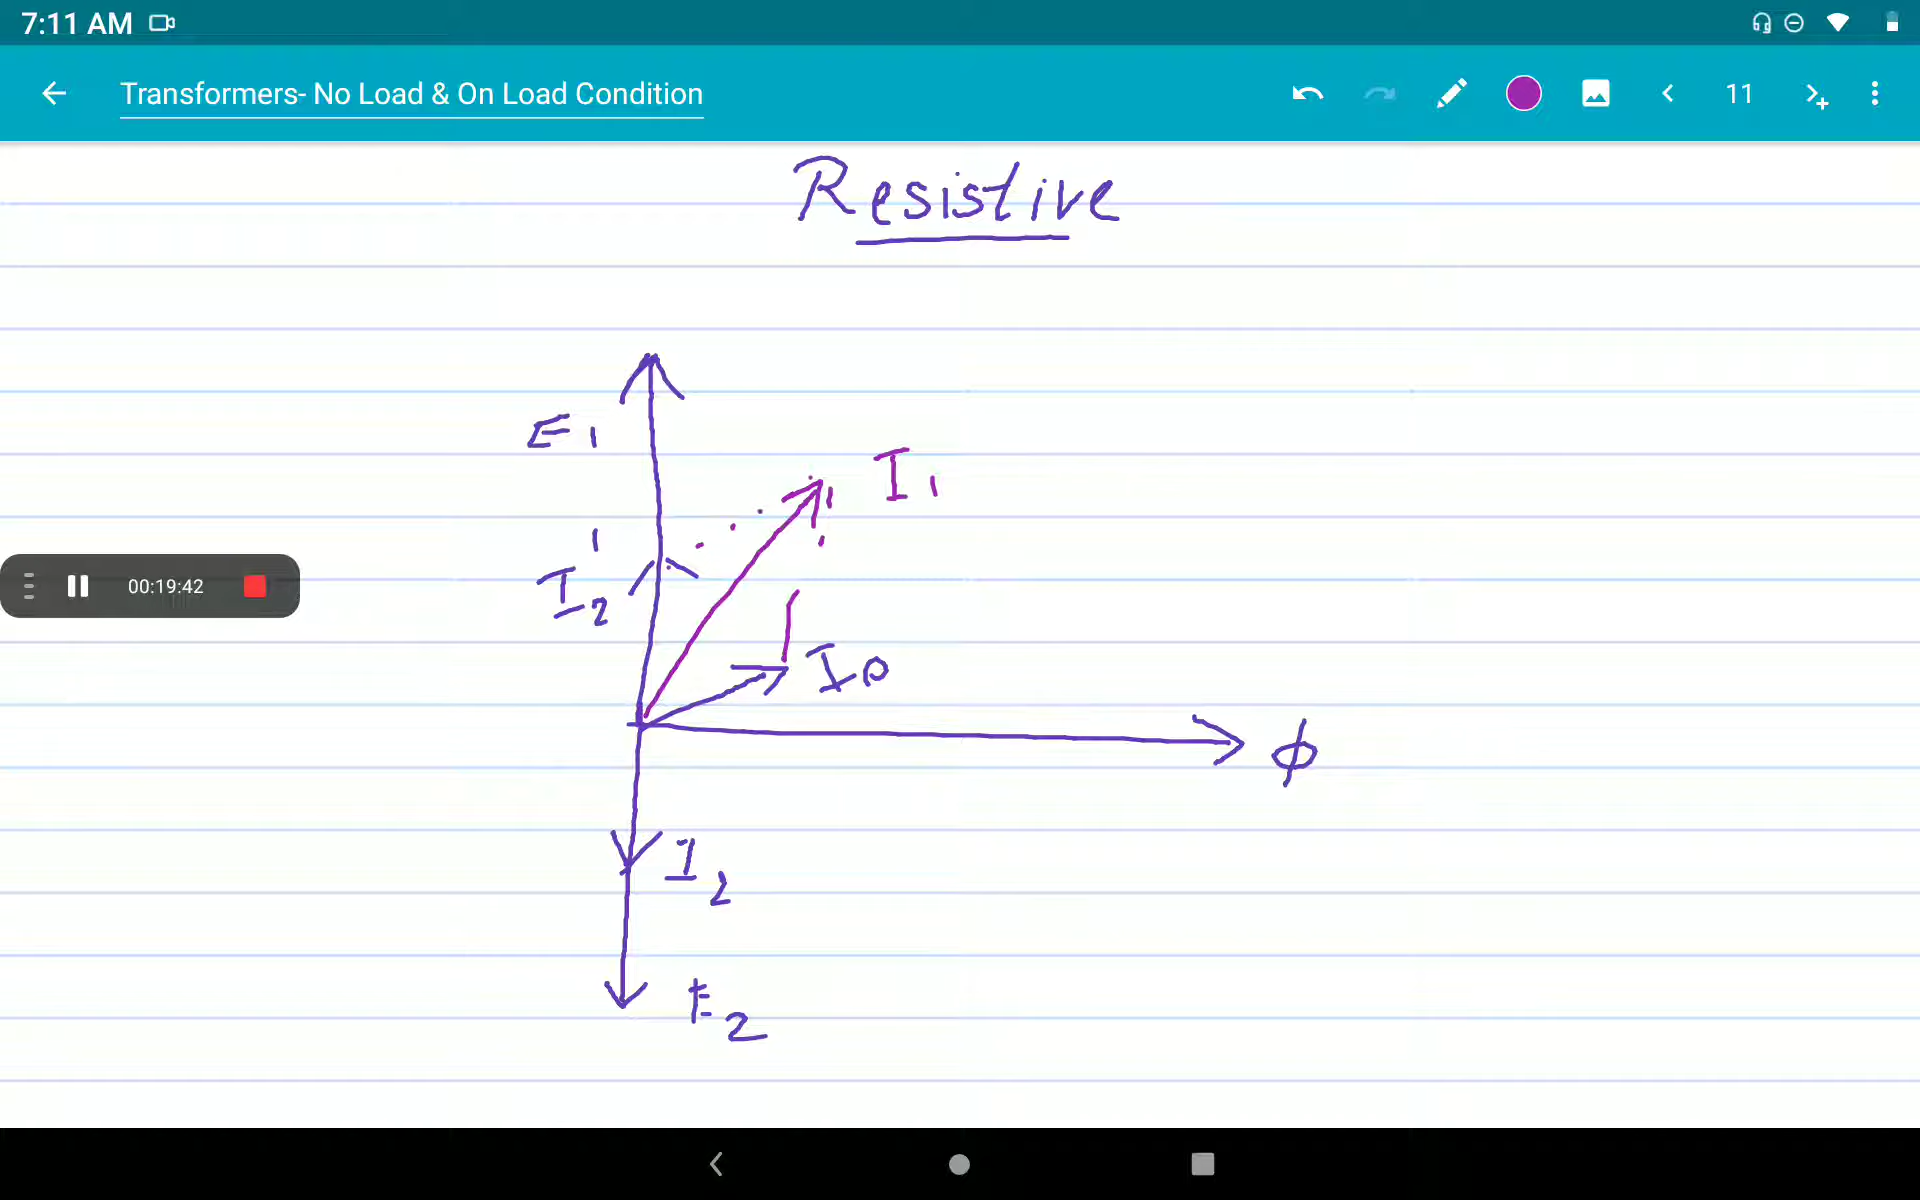 7:11 AM
Transformers- No Load & On Load Condition
11
Resistive
E1
I1
I2'
00:19:42
I0
ϕ
I2
E2